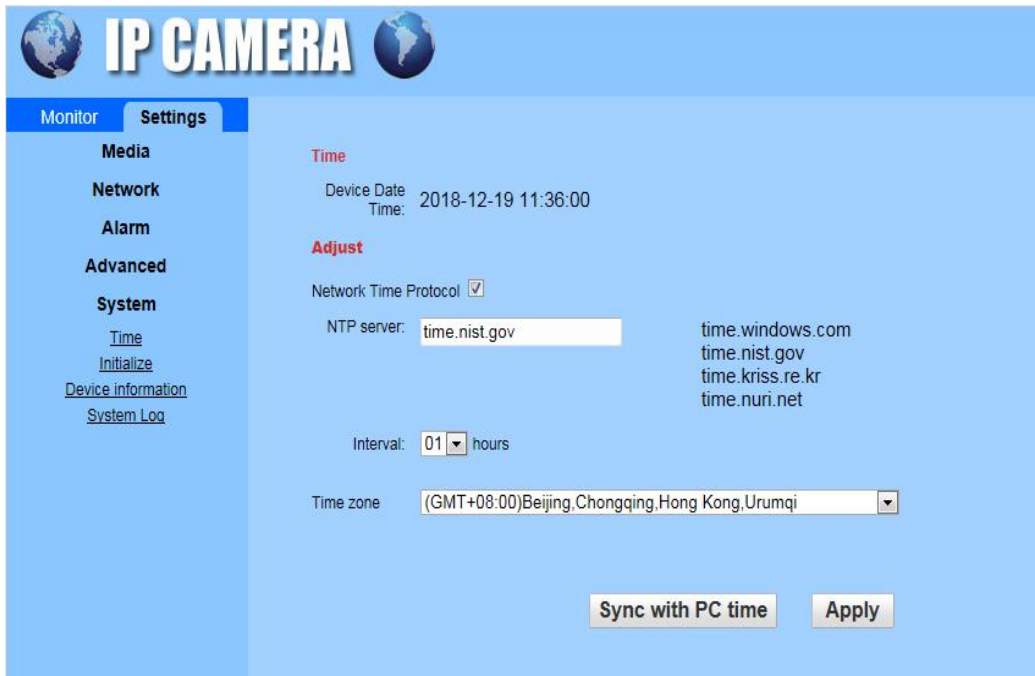 IP CAMERA
Monitor Settings
Media
Network
Alarm
Advanced
System
Time
Initialize
Device information
System Log
Time
Device Date
Time: 2018-12-19 11:36:00
Adjust
Network Time Protocol
NTP server: time.nist.gov
time.windows.com
time.nist.gov
time.kriss.re.kr
time.nuri.net
Interval: 01 hours
Time zone (GMT+08:00)Beijing,Chongqing,Hong Kong,Urumqi
Sync with PC time Apply